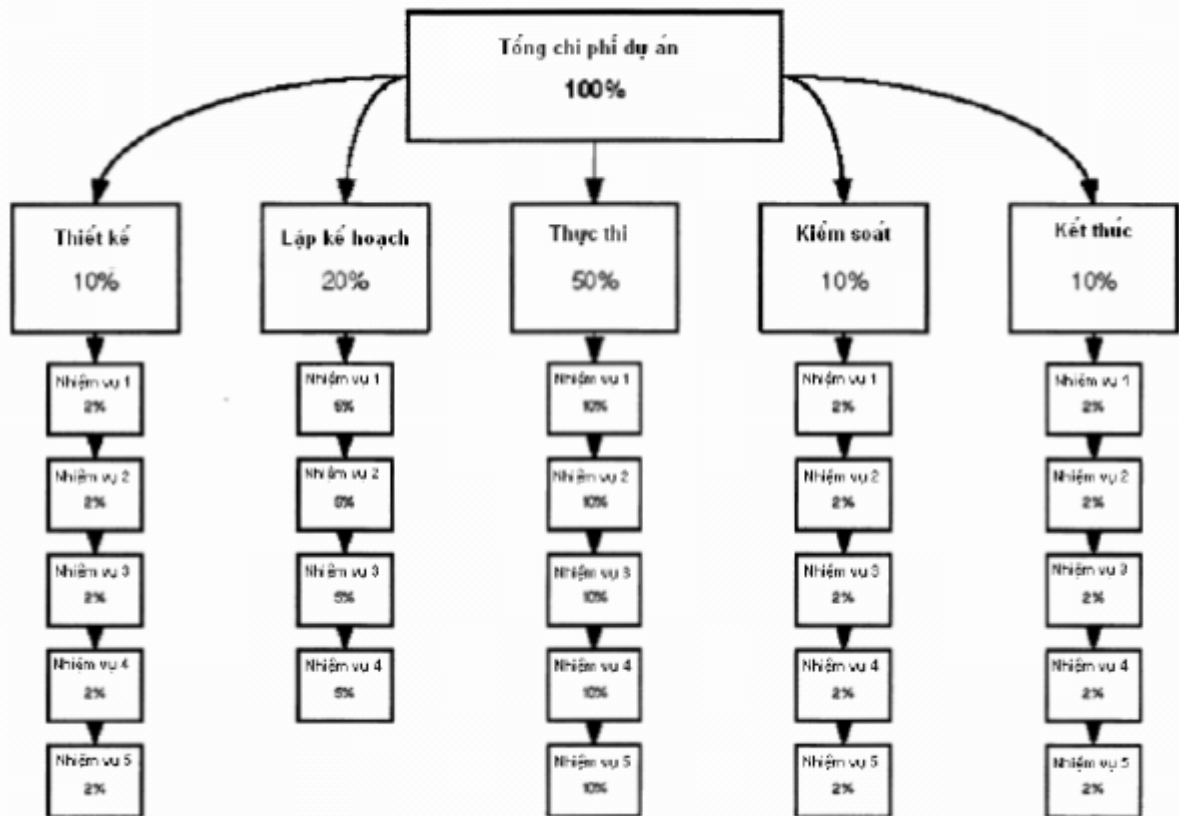 Tổng chi phí dự án
100%
Thiết kế
10%
Lập kế hoạch
20%
Thực thi
50%
Kiểm soát
10%
Kết thúc
10%
Nhiệm vụ 1
2%
Nhiệm vụ 2
2%
Nhiệm vụ 3
2%
Nhiệm vụ 4
2%
Nhiệm vụ 5
2%
Nhiệm vụ 1
5%
Nhiệm vụ 2
5%
Nhiệm vụ 3
5%
Nhiệm vụ 4
5%
Nhiệm vụ 1
10%
Nhiệm vụ 2
10%
Nhiệm vụ 3
10%
Nhiệm vụ 4
10%
Nhiệm vụ 5
10%
Nhiệm vụ 1
2%
Nhiệm vụ 2
2%
Nhiệm vụ 3
2%
Nhiệm vụ 4
2%
Nhiệm vụ 5
2%
Nhiệm vụ 1
2%
Nhiệm vụ 2
2%
Nhiệm vụ 3
2%
Nhiệm vụ 4
2%
Nhiệm vụ 5
2%